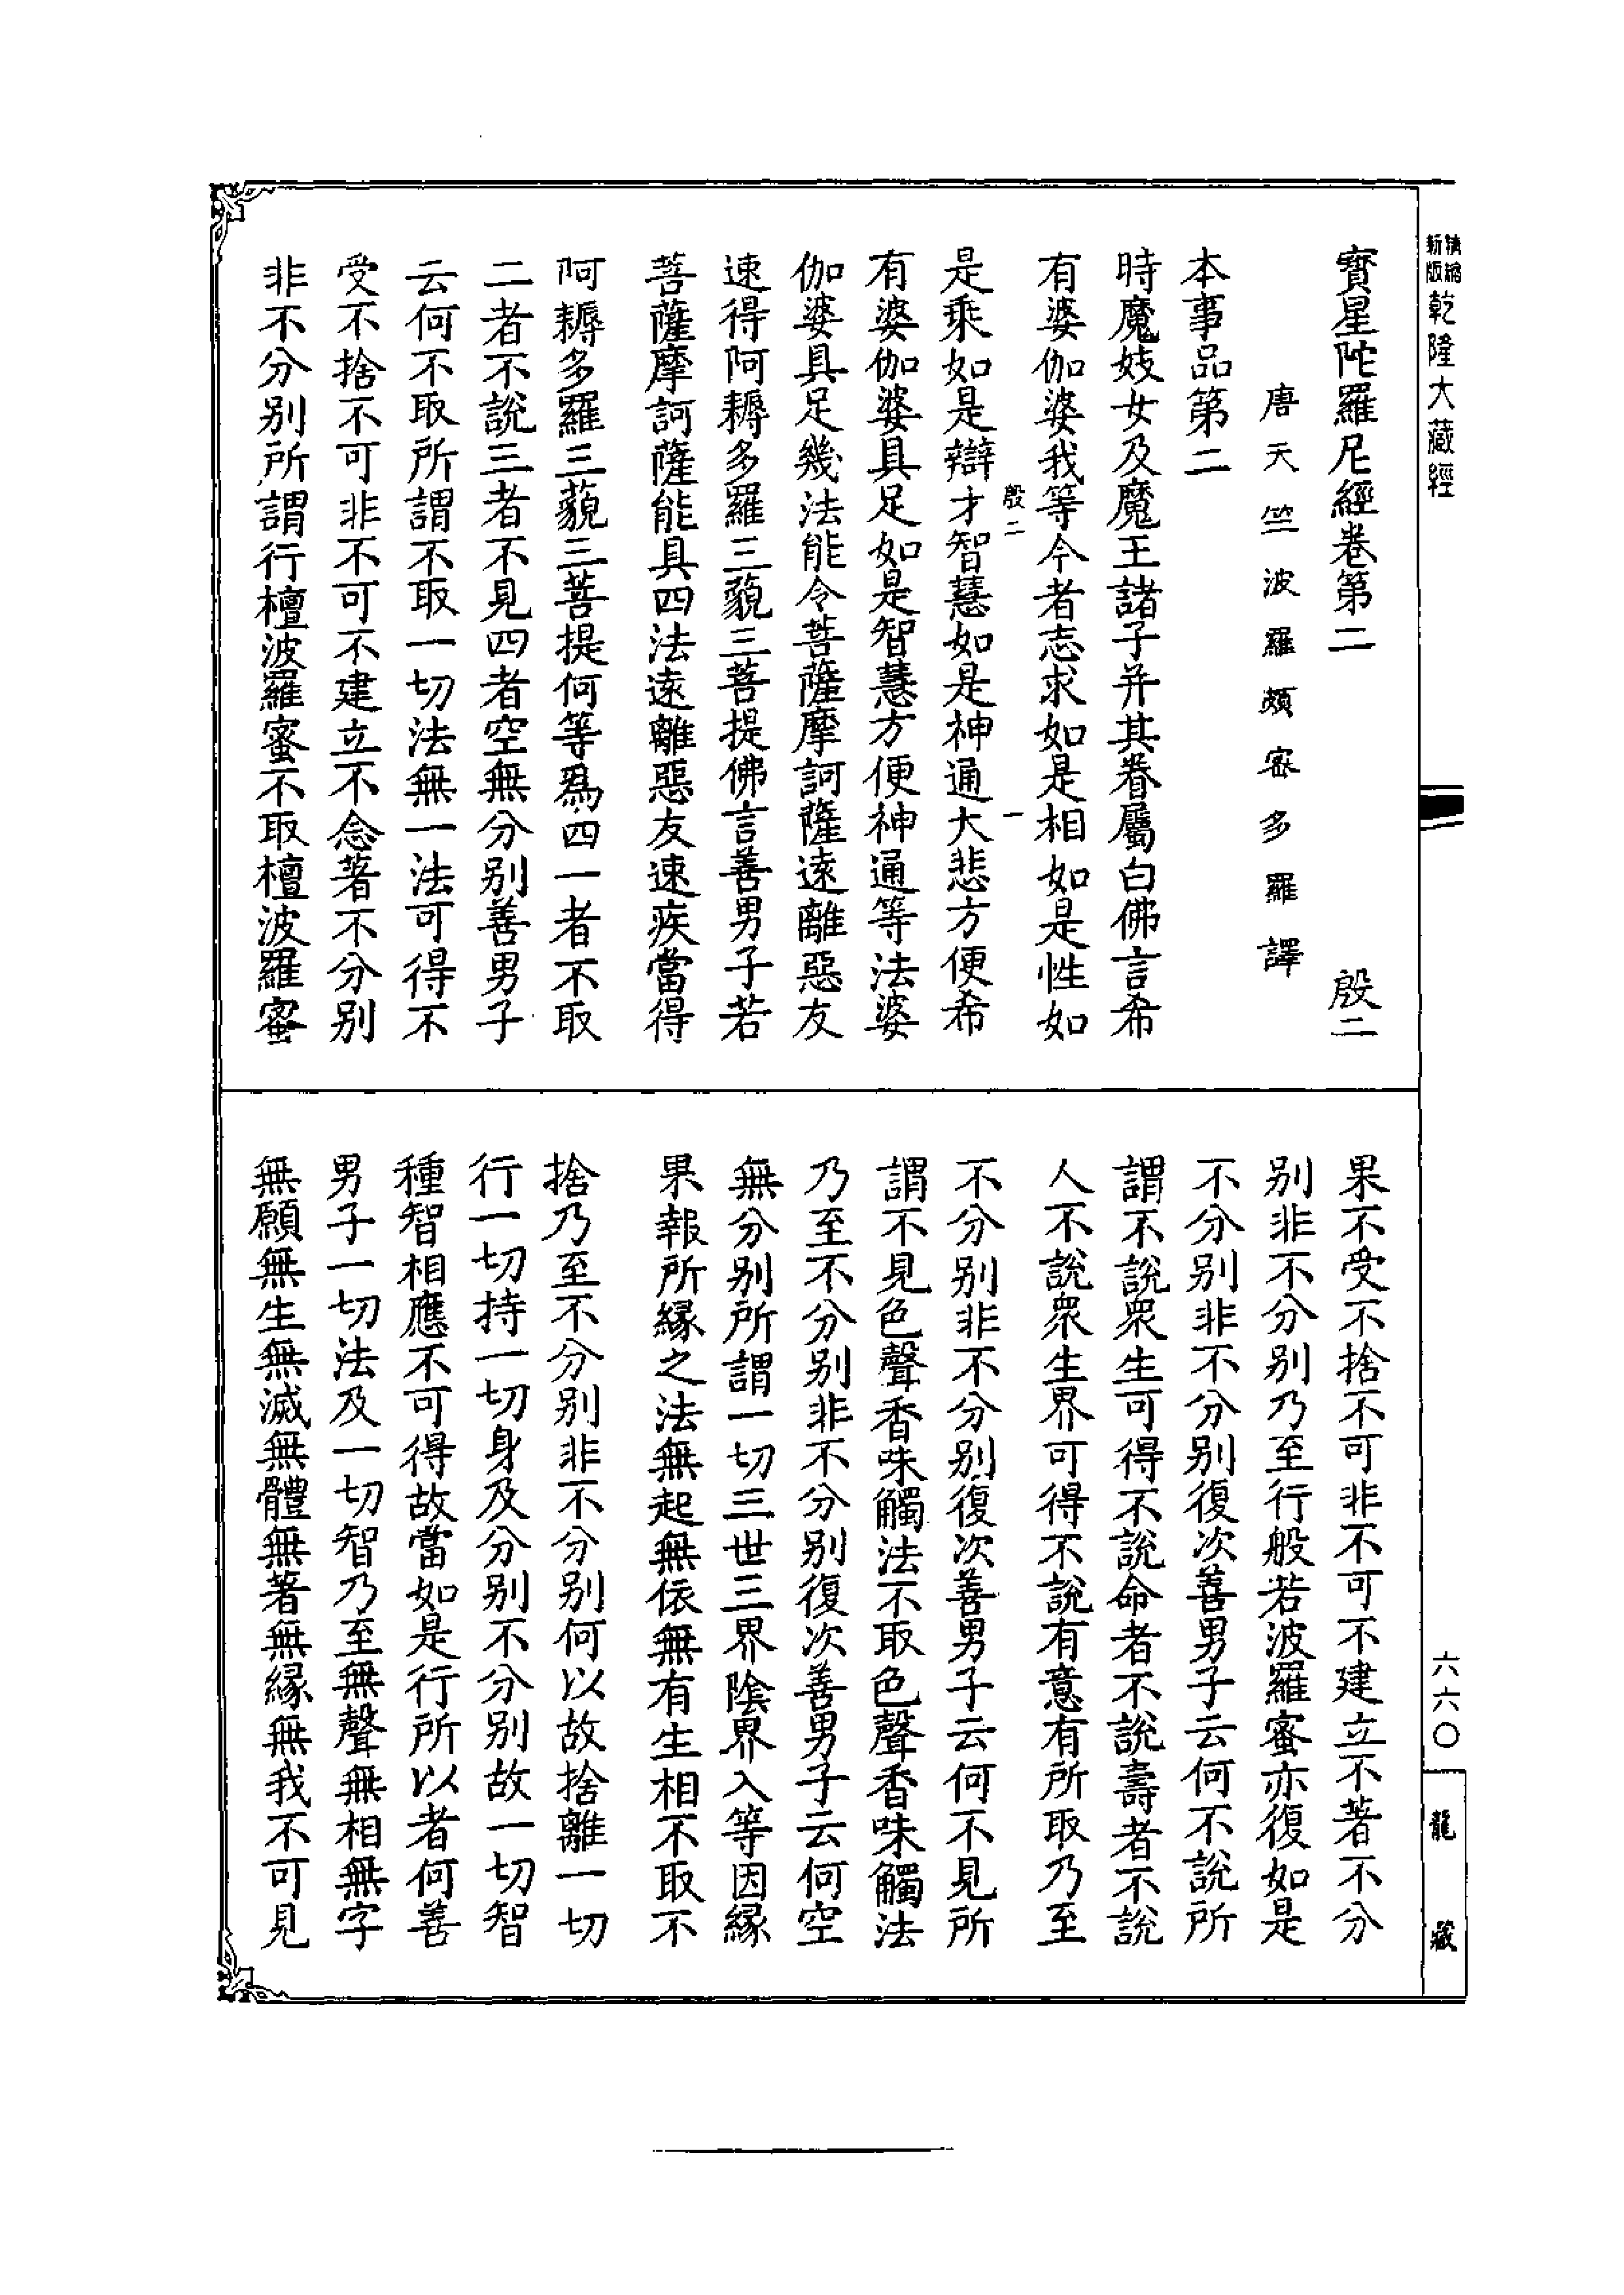 精縮
新版
乾隆大藏經
寶星陀羅尼經卷第二 殷二
唐天竺波羅頗密多羅譯
本事品第二
時魔妓女及魔王諸子并其眷屬白佛言希
有婆伽婆我等今者志求如是相如是性如
殷二 一
是乘如是辯才智慧如是神通大悲方便希
有婆伽婆具足如是智慧方便神通等法婆
伽婆具足幾法能令菩薩摩訶薩遠離惡友
速得阿耨多羅三藐三菩提佛言善男子若
菩薩摩訶薩能具四法遠離惡友速疾當得
阿耨多羅三藐三菩提何等為四一者不取
二者不說三者不見四者空無分別善男子
云何不取所謂不取一切法無一法可得不
受不捨不可非不可不建立不念著不分別
非不分別所謂行檀波羅蜜不取檀波羅蜜
果不受不捨不可非不可不建立不著不分
別非不分別乃至行般若波羅蜜亦復如是
不分別非不分別復次善男子云何不說所
謂不說眾生可得不說命者不說壽者不說
人不說眾生界可得不說有意有所取乃至
不分別非不分別復次善男子云何不見所
謂不見色聲香味觸法不取色聲香味觸法
乃至不分別非不分別復次善男子云何空
無分別所謂一切三世三界陰界入等因緣
果報所緣之法無起無依無有生相不取不
捨乃至不分別非不分別何以故捨離一切
行一切持一切身及分別不分別故一切智
種智相應不可得故當如是行所以者何善
男子一切法及一切智乃至無聲無相無字
無願無生無滅無體無著無緣無我不可見
六六〇
龍藏